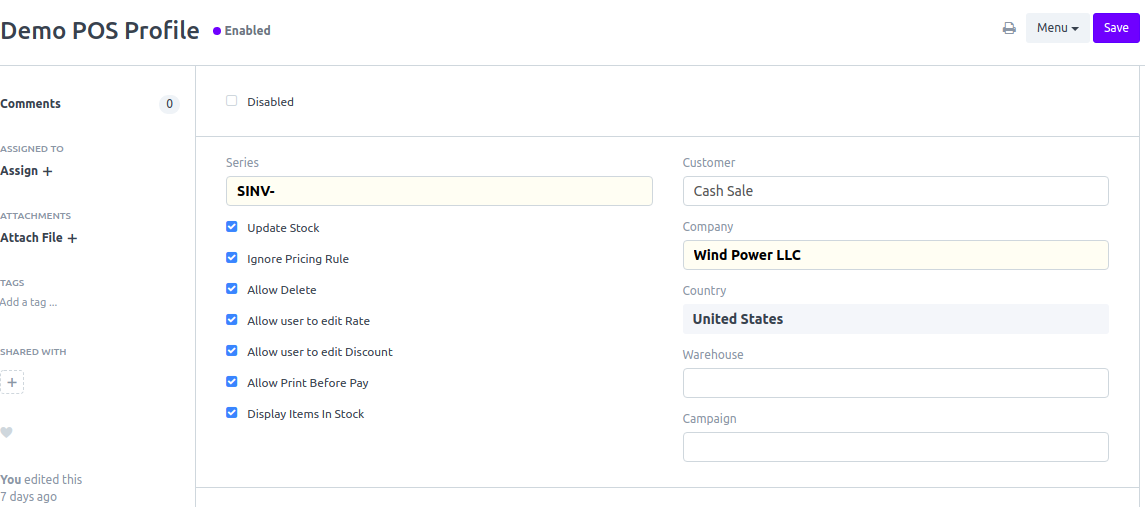 Demo POS Profile
Enabled
Menu
Save
Comments
0
ASSIGNED TO
Assign +
ATTACHMENTS
Attach File +
TAGS
Add a tag ...
SHARED WITH
+
You edited this
7 days ago
Disabled
Series
SINV-
Update Stock
Ignore Pricing Rule
Allow Delete
Allow user to edit Rate
Allow user to edit Discount
Allow Print Before Pay
Display Items In Stock
Customer
Cash Sale
Company
Wind Power LLC
Country
United States
Warehouse
Campaign